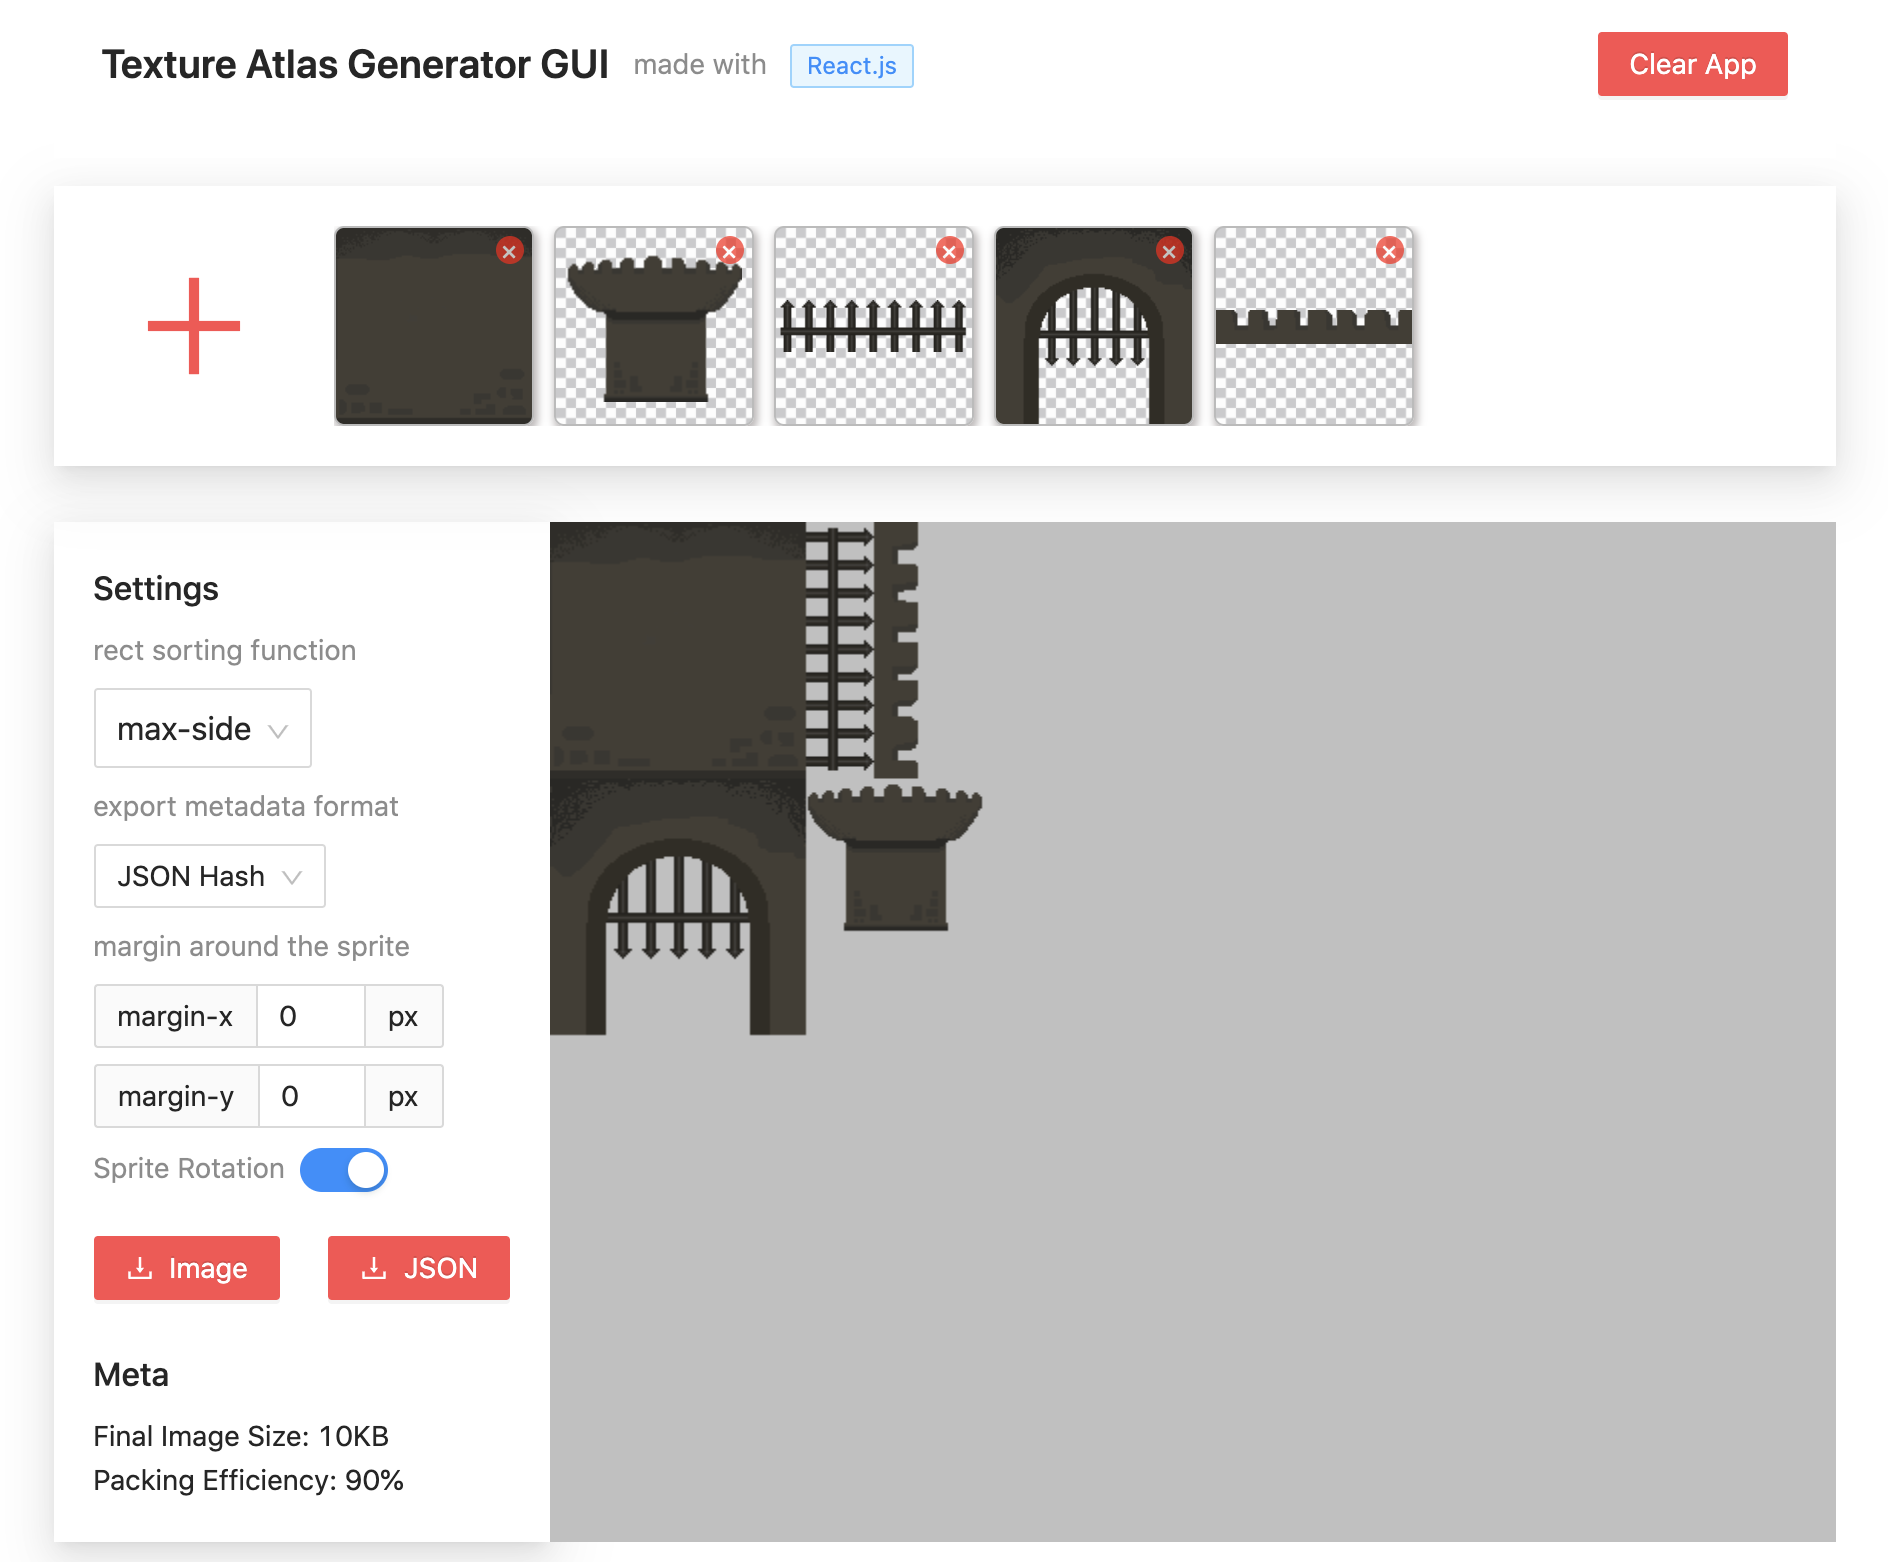 Texture Atlas Generator GUI made with React.js
Clear App
Settings
rect sorting function
max-side
export metadata format
JSON Hash
margin around the sprite
margin-x 0 px
margin-y 0 px
Sprite Rotation
Image JSON
Meta
Final Image Size: 10KB
Packing Efficiency: 90%